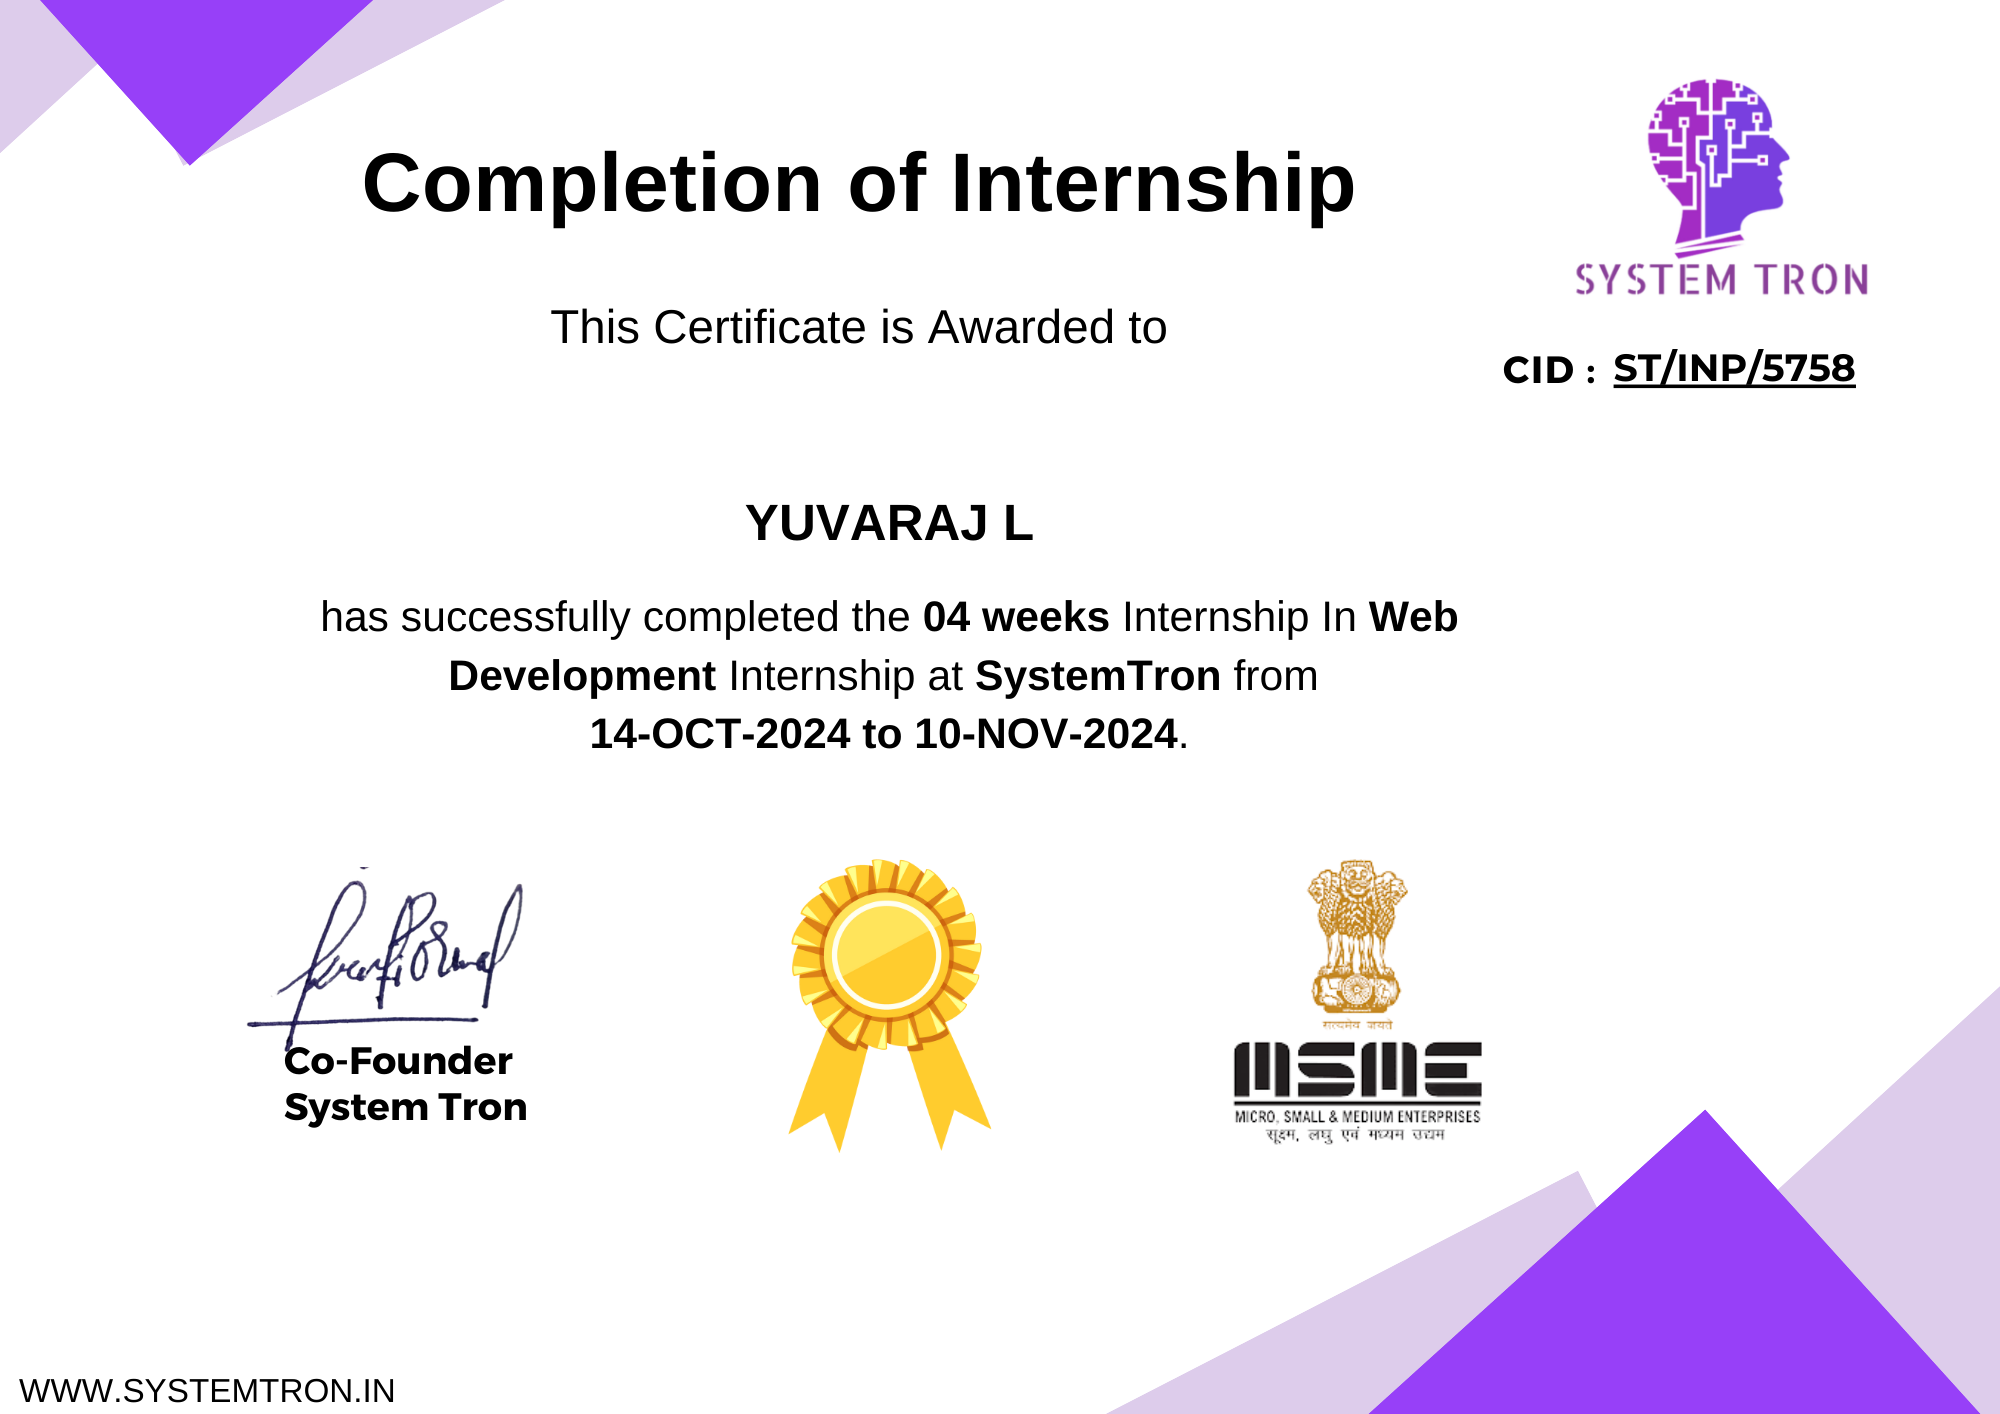 Completion of Internship
SYSTEM TRON
This Certificate is Awarded to
CID : ST/INP/5758
YUVARAJ L
has successfully completed the 04 weeks Internship In Web
Development Internship at SystemTron from
14-OCT-2024 to 10-NOV-2024.
सत्यमेव जयते
Co-Founder
System Tron
MSME
MICRO, SMALL & MEDIUM ENTERPRISES
सूक्ष्म, लघु एवं मध्यम उद्यम
WWW.SYSTEMTRON.IN